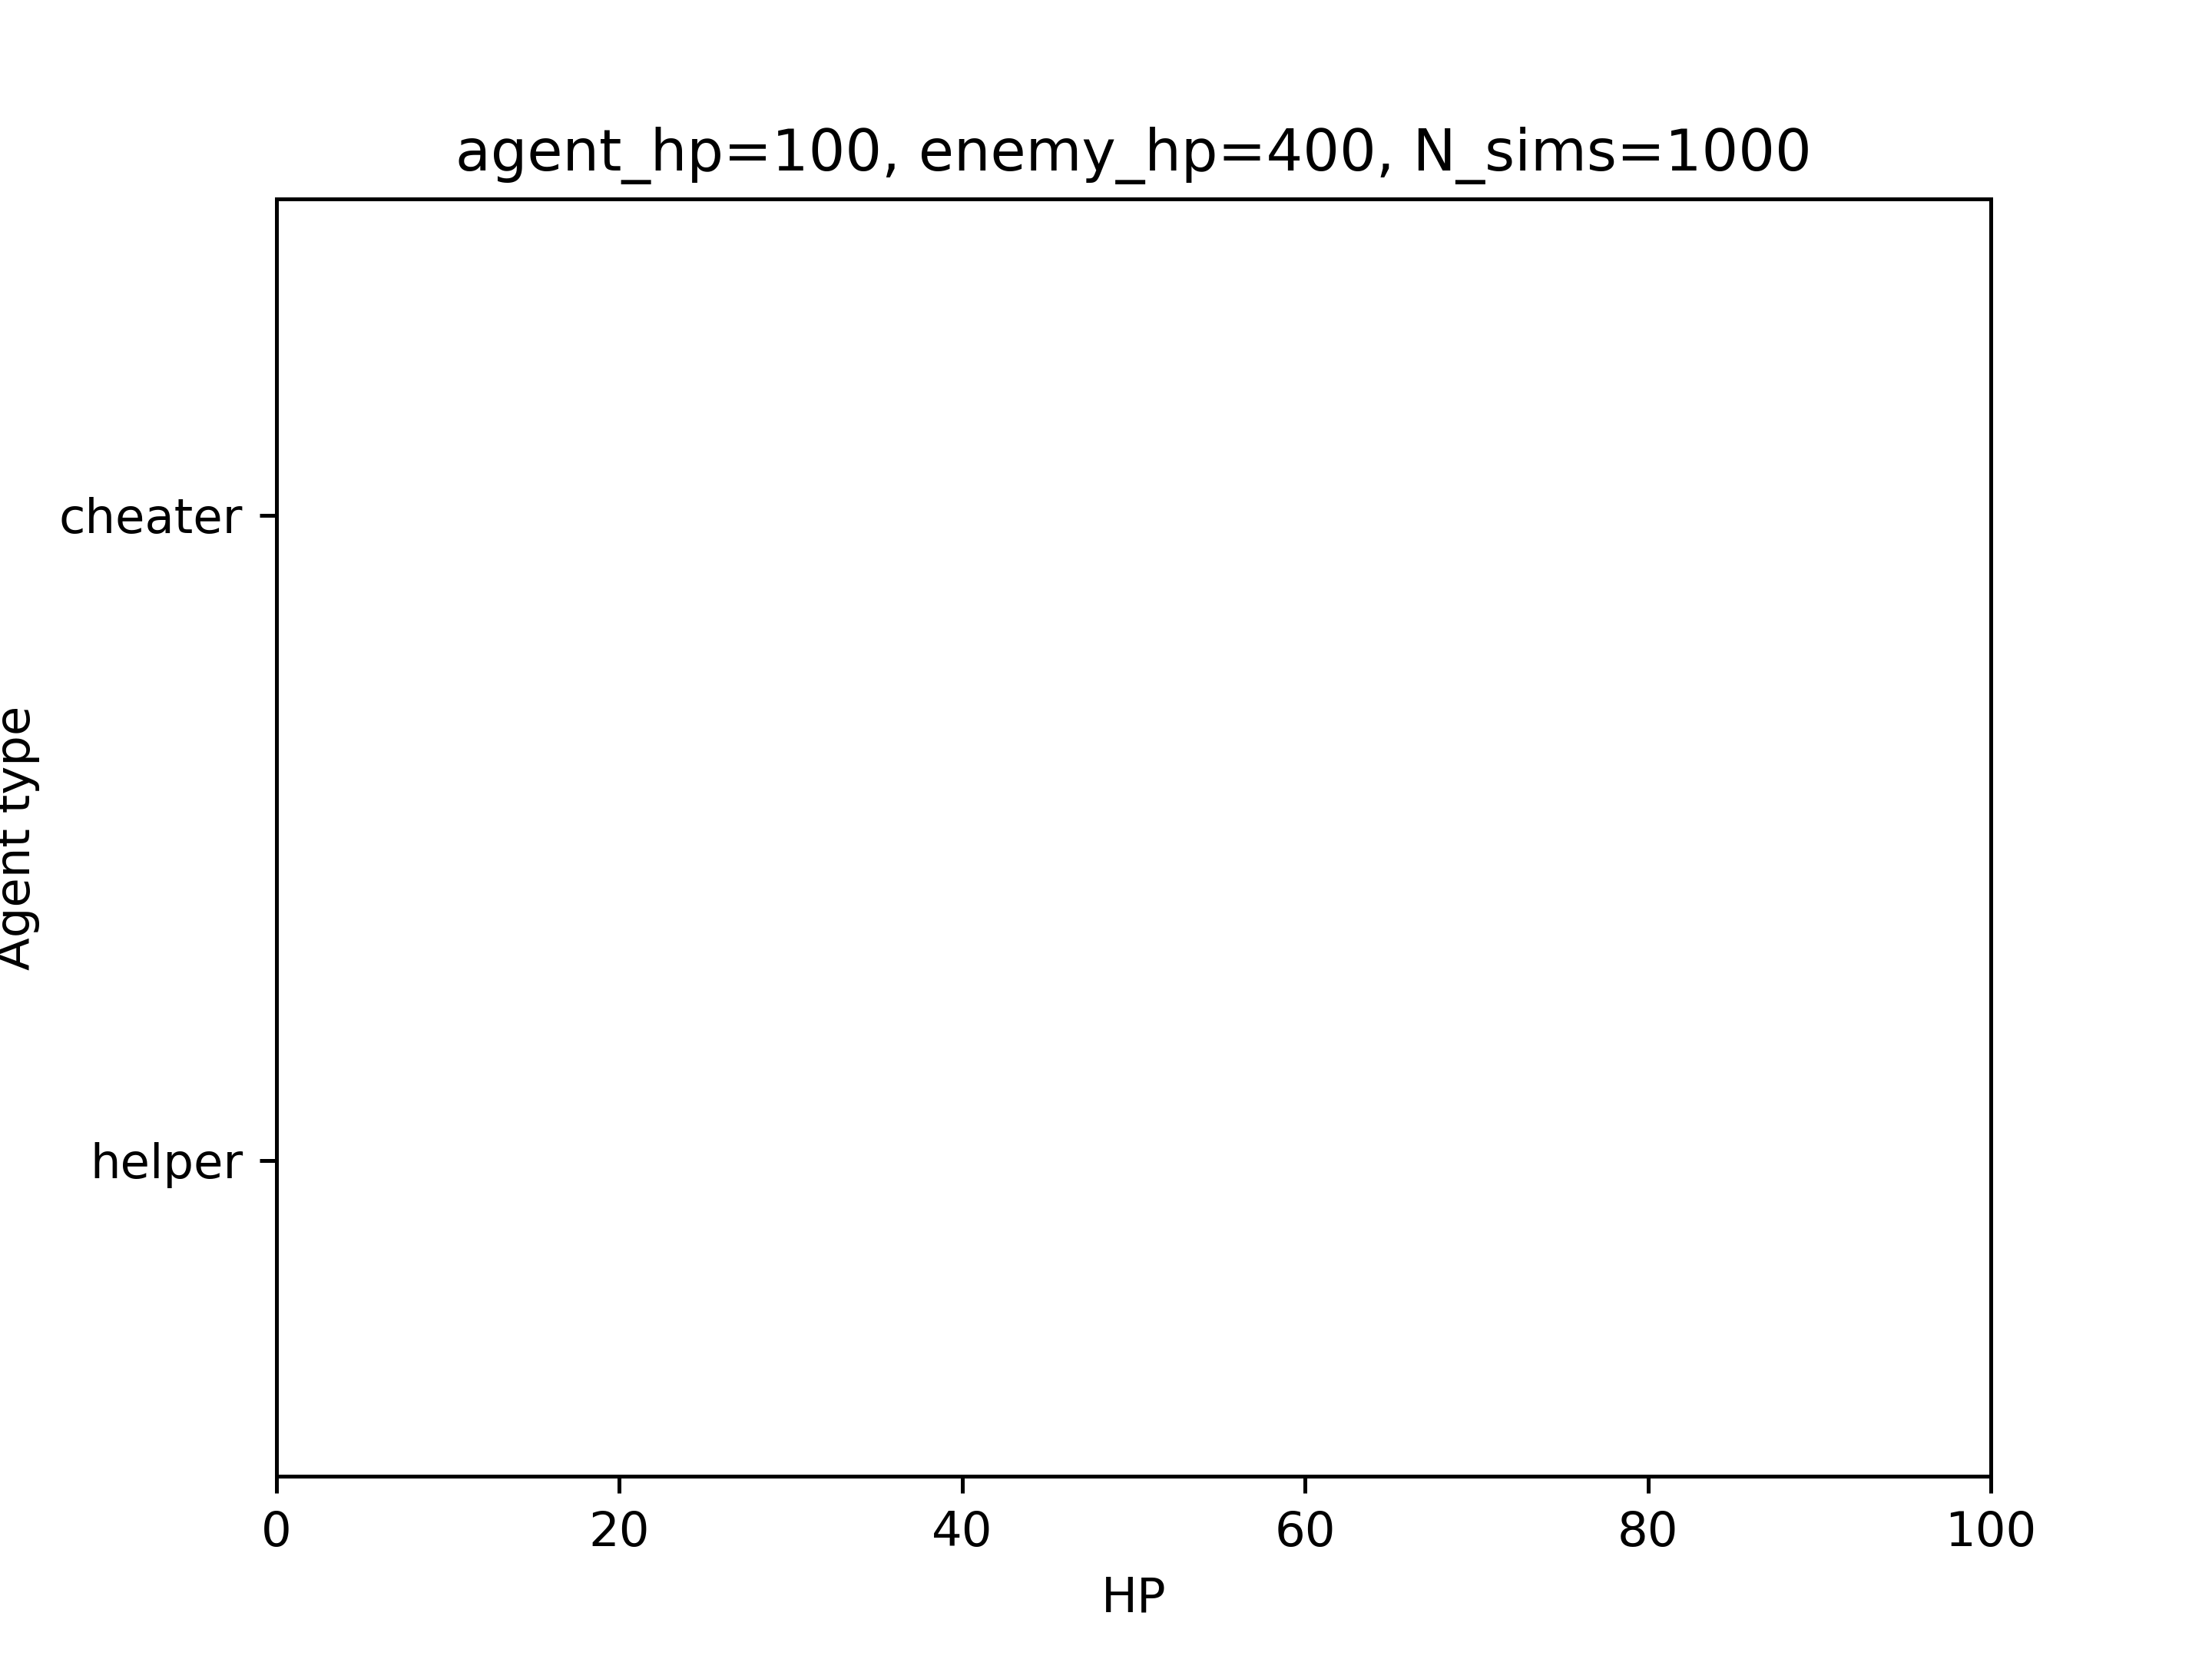 agent_hp=100, enemy_hp=400, N_sims=1000
cheater
Agent type
helper
0 20 40 60 80 100
HP